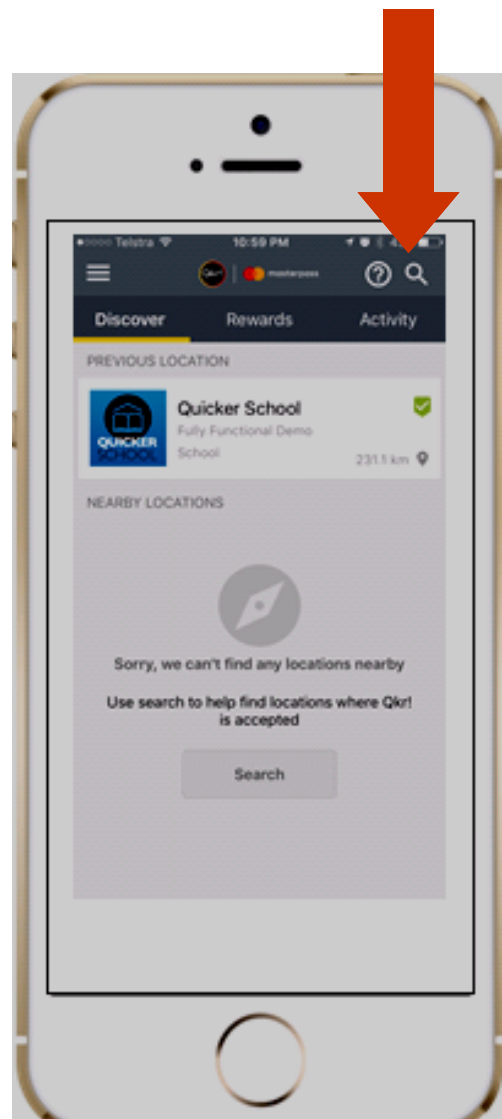 Telstra 10:59 PM
Qkr! masterpass
Discover Rewards Activity
PREVIOUS LOCATION
Quicker School
Fully Functional Demo
School
231.1 km
QUICKER
SCHOOL
NEARBY LOCATIONS
Sorry, we can't find any locations nearby
Use search to help find locations where Qkr!
is accepted
Search